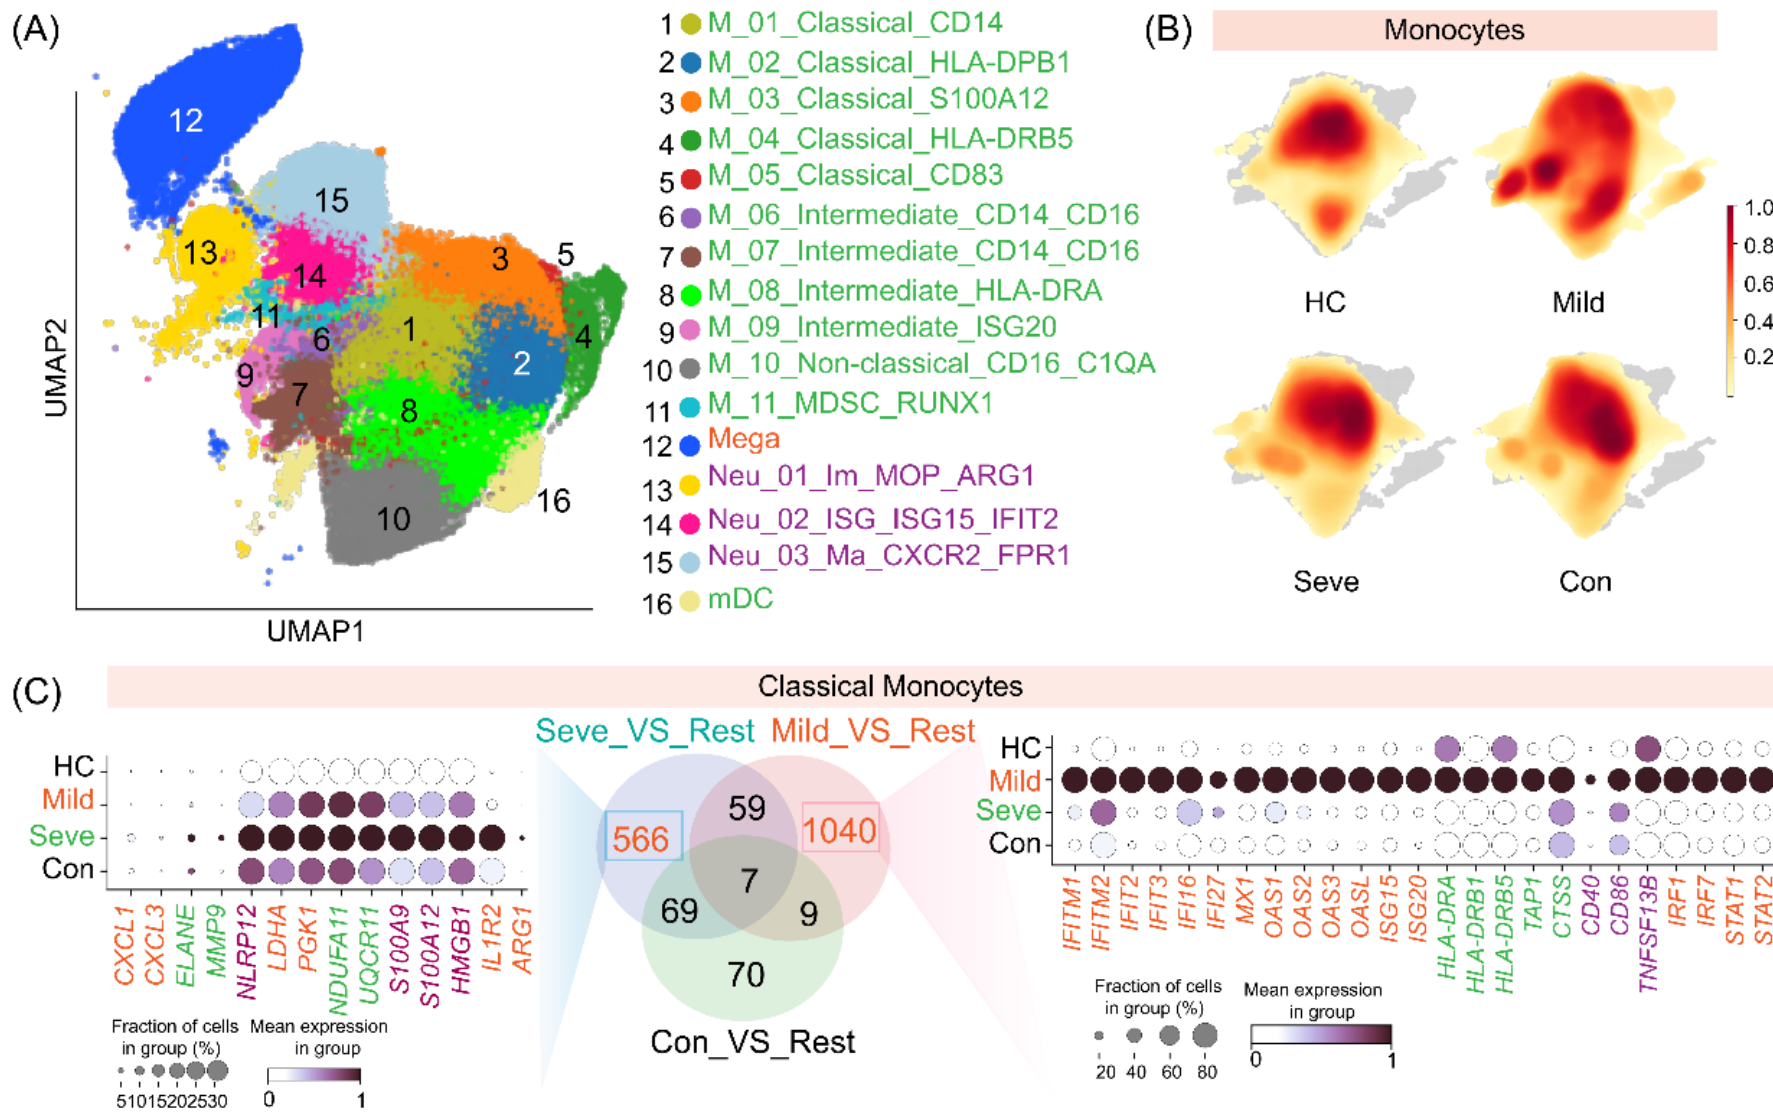 (A)
UMAP2
UMAP1
12
15
13
14
3
5
11
6
1
4
2
9
7
8
10
16
1 M_01_Classical_CD14
2 M_02_Classical_HLA-DPB1
3 M_03_Classical_S100A12
4 M_04_Classical_HLA-DRB5
5 M_05_Classical_CD83
6 M_06_Intermediate_CD14_CD16
7 M_07_Intermediate_CD14_CD16
8 M_08_Intermediate_HLA-DRA
9 M_09_Intermediate_ISG20
10 M_10_Non-classical_CD16_C1QA
11 M_11_MDSC_RUNX1
12 Mega
13 Neu_01_Im_MOP_ARG1
14 Neu_02_ISG_ISG15_IFIT2
15 Neu_03_Ma_CXCR2_FPR1
16 mDC
(B)
Monocytes
HC
Mild
Seve
Con
1.0
0.8
0.6
0.4
0.2
(C)
Classical Monocytes
HC
Mild
Seve
Con
CXCL1
CXCL3
ELANE
MMP9
NLRP12
LDHA
PGK1
NDUFA11
UQCR11
S100A9
S100A12
HMGB1
IL1R2
ARG1
Fraction of cells
in group (%)
51015202530
Mean expression
in group
0 1
Seve_VS_Rest Mild_VS_Rest
566
59
1040
7
69
9
70
Con_VS_Rest
HC
Mild
Seve
Con
IFITM1
IFITM2
IFIT2
IFIT3
IFI16
IFI27
MX1
OAS1
OAS2
OAS3
OASL
ISG15
ISG20
HLA-DRA
HLA-DRB1
HLA-DRB5
TAP1
CTSS
CD40
CD86
TNFSF13B
IRF1
IRF7
STAT1
STAT2
Fraction of cells
in group (%)
20 40 60 80
Mean expression
in group
0 1